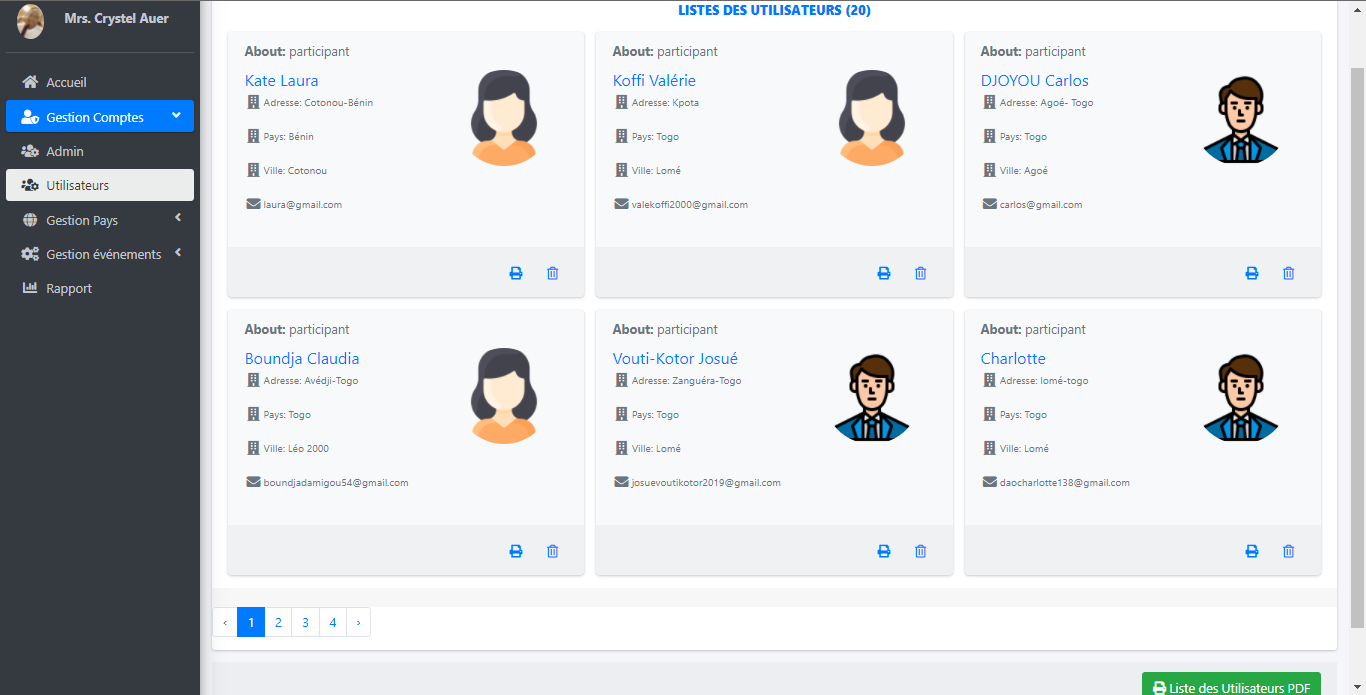 Mrs. Crystel Auer
Accueil
Gestion Comptes
Admin
Utilisateurs
Gestion Pays
Gestion événements
Rapport
LISTES DES UTILISATEURS (20)
About: participant
Kate Laura
Adresse: Cotonou-Bénin
Pays: Bénin
Ville: Cotonou
laura@gmail.com
About: participant
Koffi Valérie
Adresse: Kpota
Pays: Togo
Ville: Lomé
valekoffi2000@gmail.com
About: participant
DJOYOU Carlos
Adresse: Agoé- Togo
Pays: Togo
Ville: Agoé
carlos@gmail.com
About: participant
Boundja Claudia
Adresse: Avédji-Togo
Pays: Togo
Ville: Léo 2000
boundjadamigou54@gmail.com
About: participant
Vouti-Kotor Josué
Adresse: Zanguéra-Togo
Pays: Togo
Ville: Lomé
josuevoutikotor2019@gmail.com
About: participant
Charlotte
Adresse: lomé-togo
Pays: Togo
Ville: Lomé
daocharlotte138@gmail.com
‹ 1 2 3 4 ›
Liste des Utilisateurs PDF